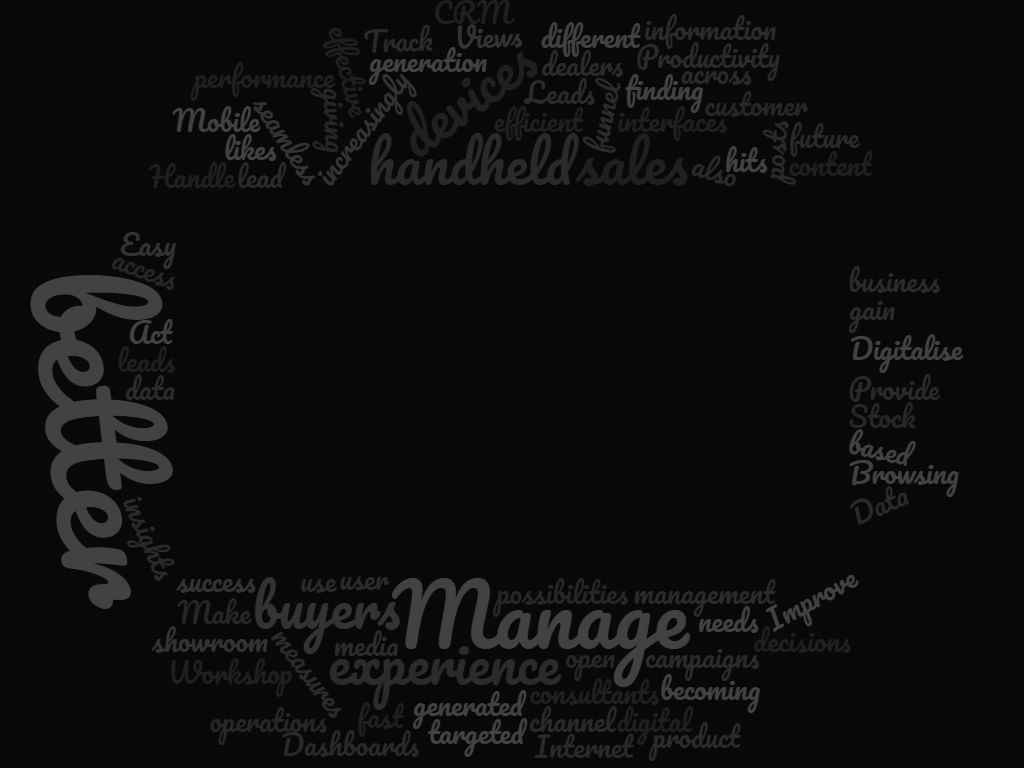 CRM
Track Views different information
effective generation dealers Productivity
performance devices across
giving increasingly Leads funnel finding customer
Mobile seamless efficient interfaces posts future
likes handheld sales also hits content
Handle lead
Easy
access
better
Act
leads
data
insights
business
gain
Digitalise
Provide
Stock
based
Browsing
Data
success use user Manage possibilities management Improve
Make buyers needs
showroom measures media open campaigns decisions
Workshop experience
consultants becoming
operations fast generated channel digital
Dashboards targeted Internet product